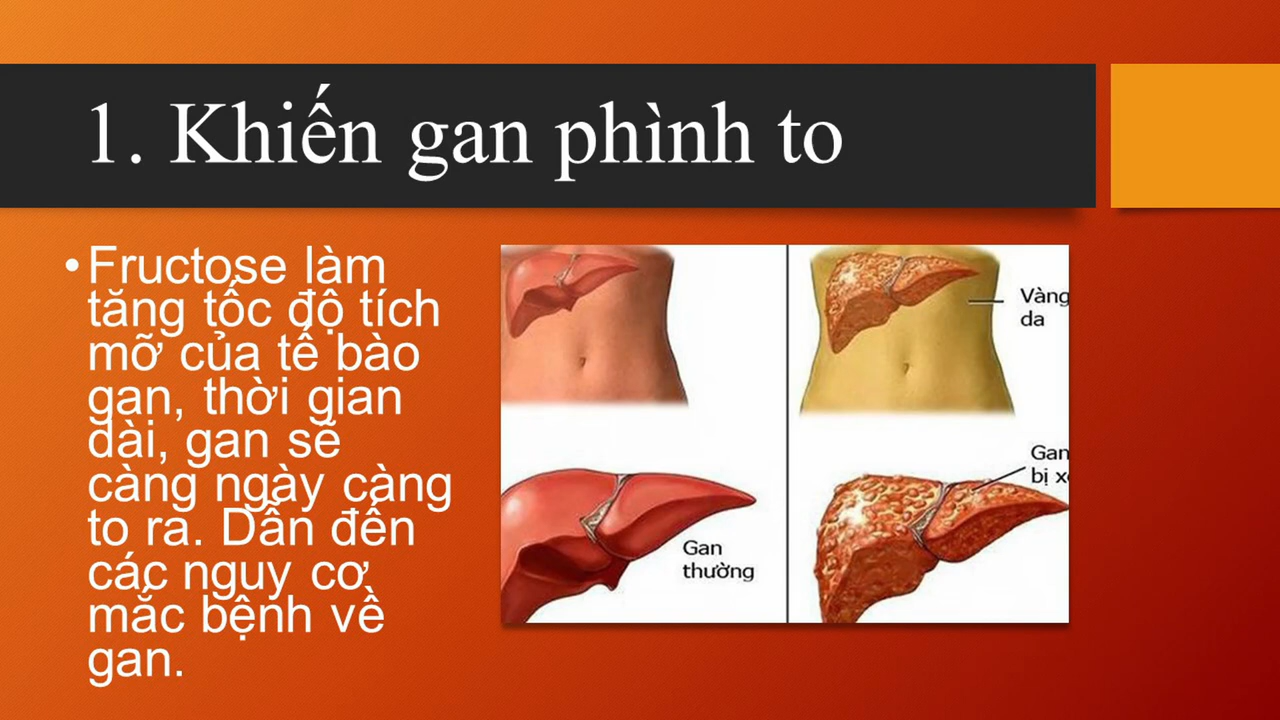 1. Khiến gan phình to
• Fructose làm
tăng tốc độ tích
mỡ của tế bào
gan, thời gian
dài, gan sẽ
càng ngày càng
to ra. Dẫn đến
các nguy cơ
mắc bệnh về
gan.
Vàng
da
Gan
bị x
Gan
thường